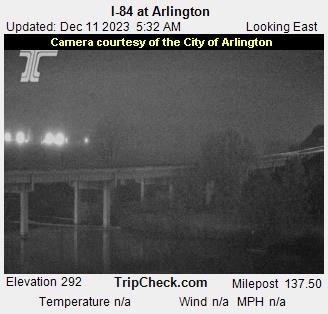 I-84 at Arlington
Updated: Dec 11 2023 5:32 AM Looking East
Camera courtesy of the City of Arlington
Elevation 292 TripCheck.com Milepost 137.50
Temperature n/a Wind n/a MPH n/a